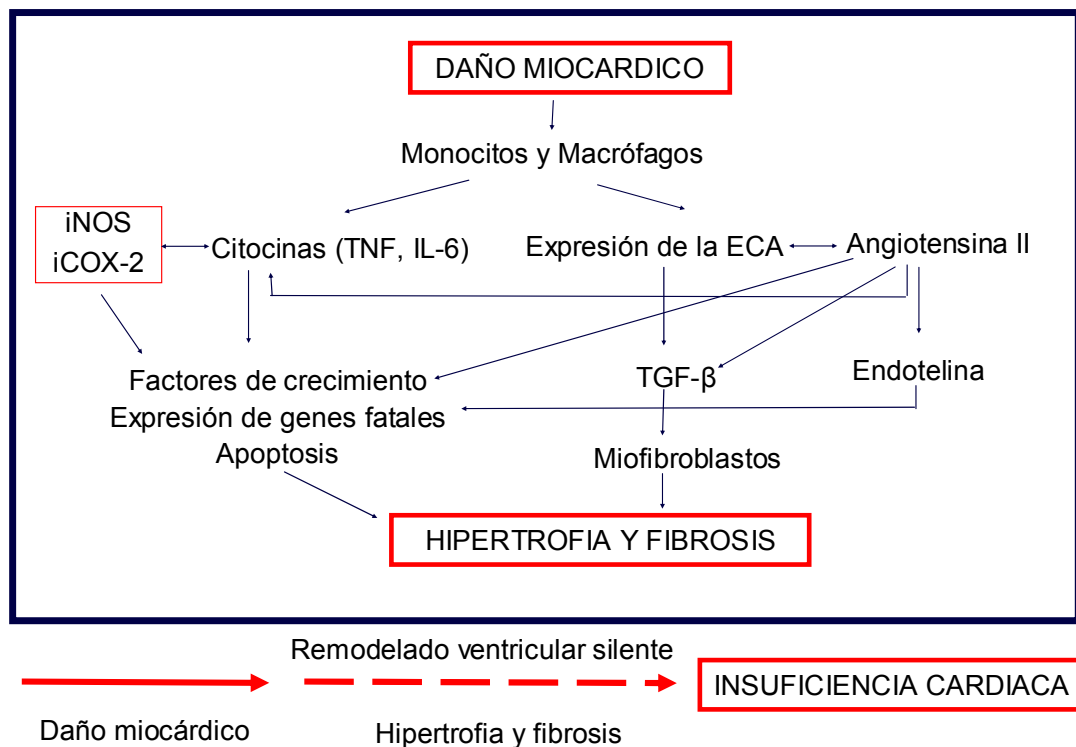 DAÑO MIOCARDICO
Monocitos y Macrófagos
iNOS
iCOX-2
Citocinas (TNF, IL-6)
Expresión de la ECA
Angiotensina II
Factores de crecimiento
Expresión de genes fatales
Apoptosis
TGF-β
Endotelina
Miofibroblastos
HIPERTROFIA Y FIBROSIS
Remodelado ventricular silente
INSUFICIENCIA CARDIACA
Daño miocárdico
Hipertrofia y fibrosis